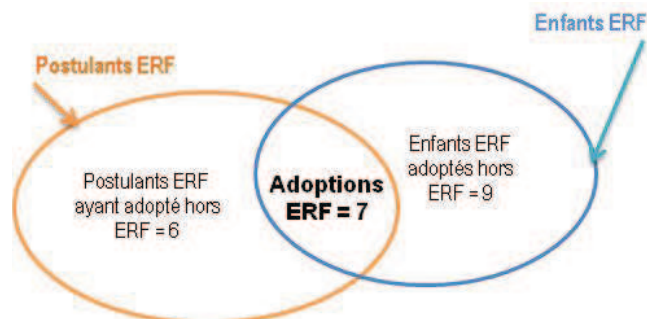 Enfants ERF
Postulants ERF
Postulants ERF
ayant adopté hors
ERF = 6
Adoptions
ERF = 7
Enfants ERF
adoptés hors
ERF = 9